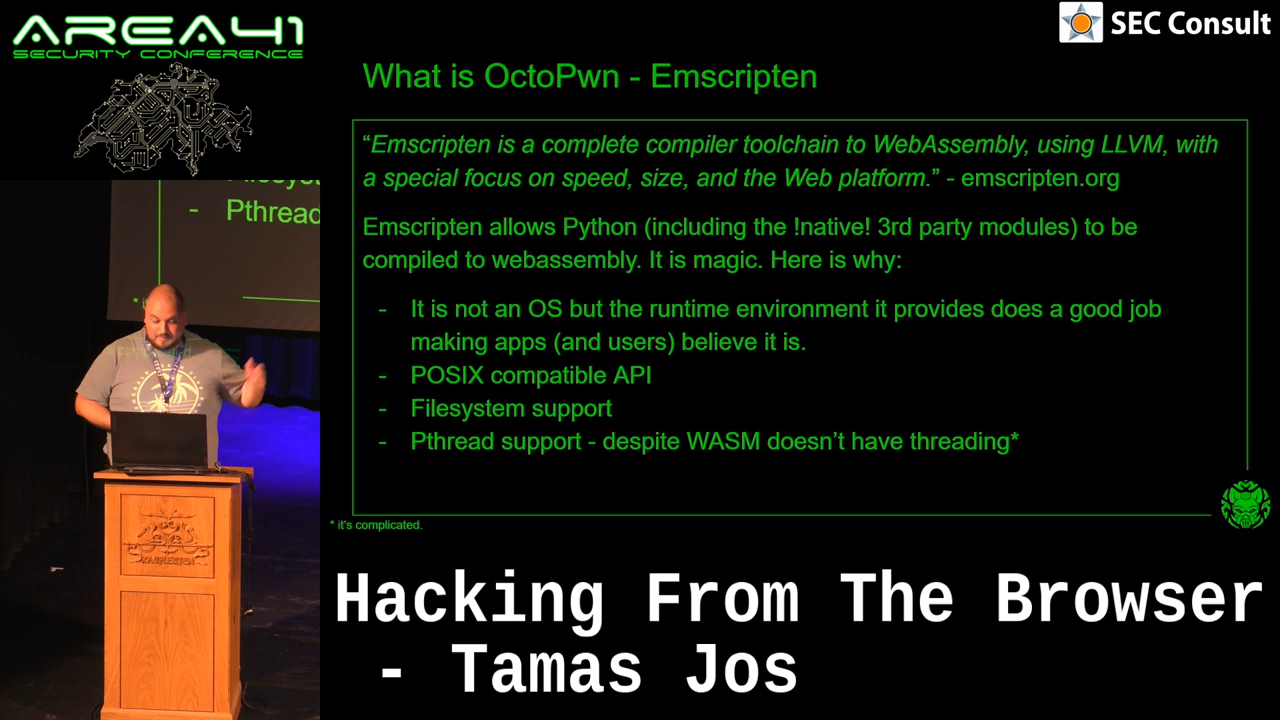 AREA41
SECURITY CONFERENCE
SEC Consult
What is OctoPwn - Emscripten
“Emscripten is a complete compiler toolchain to WebAssembly, using LLVM, with
a special focus on speed, size, and the Web platform.” - emscripten.org
Emscripten allows Python (including the !native! 3rd party modules) to be
compiled to webassembly. It is magic. Here is why:
- It is not an OS but the runtime environment it provides does a good job
making apps (and users) believe it is.
- POSIX compatible API
- Filesystem support
- Pthread support - despite WASM doesn’t have threading*
* it's complicated.
- Pthread
Hacking From The Browser
- Tamas Jos